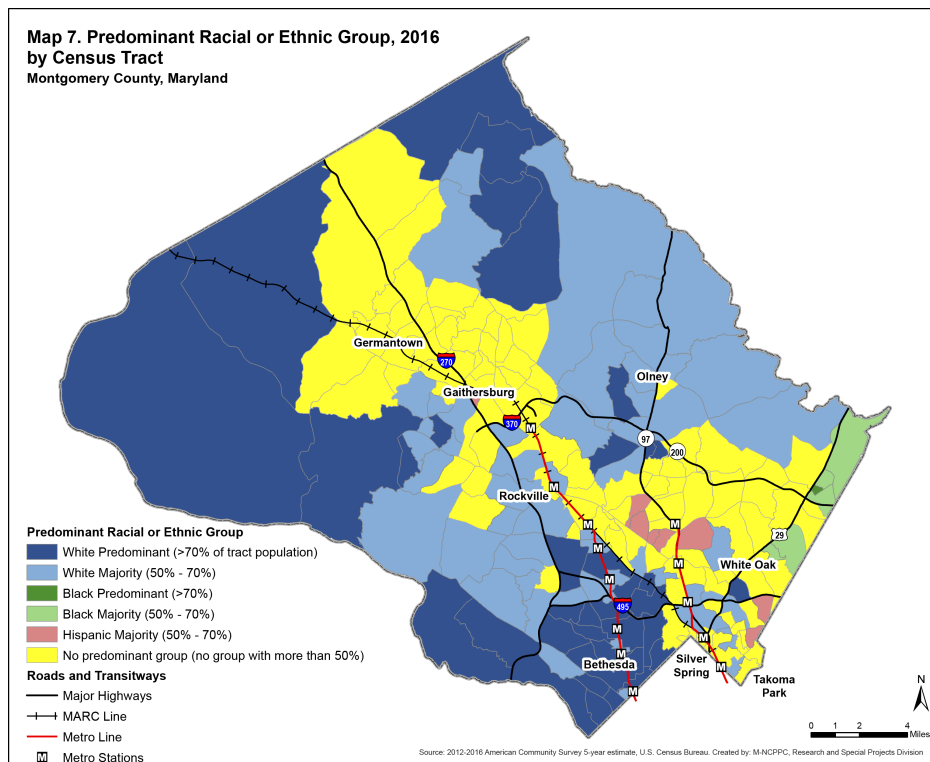 Map 7. Predominant Racial or Ethnic Group, 2016
by Census Tract
Montgomery County, Maryland
Germantown
270
Gaithersburg
Olney
370
M
97
200
Rockville
M
M
M
29
M
M
White Oak
M
M
495
M
M
M
Bethesda
Silver
Spring
M
Takoma
Park
M
Predominant Racial or Ethnic Group
White Predominant (>70% of tract population)
White Majority (50% - 70%)
Black Predominant (>70%)
Black Majority (50% - 70%)
Hispanic Majority (50% - 70%)
No predominant group (no group with more than 50%)
Roads and Transitways
Major Highways
MARC Line
Metro Line
M Metro Stations
N
0 1 2 4
Miles
Source: 2012-2016 American Community Survey 5-year estimate, U.S. Census Bureau. Created by: M-NCPPC, Research and Special Projects Division